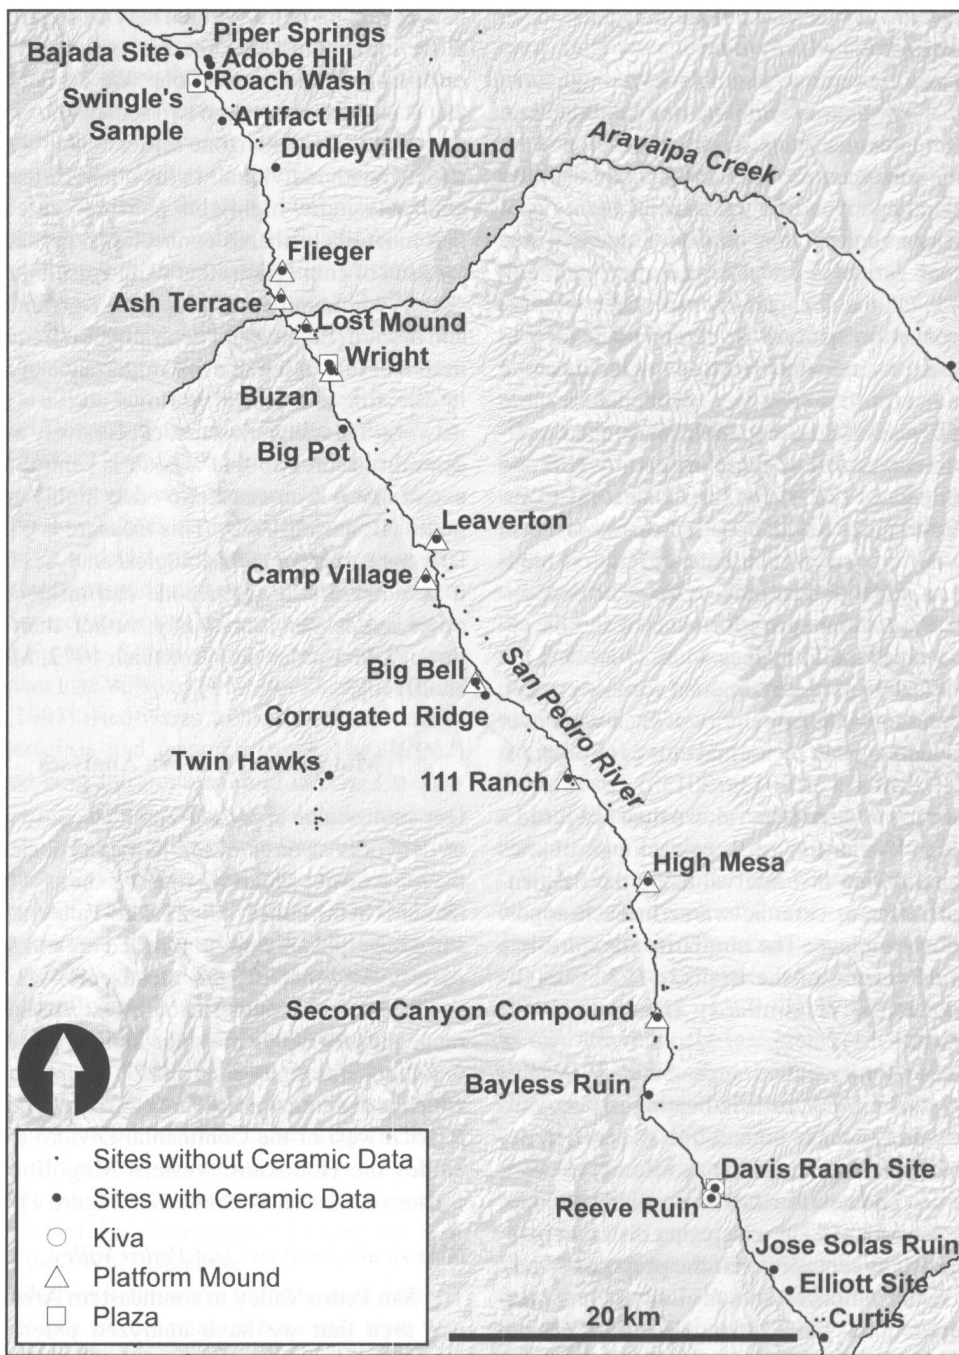 Piper Springs
Bajada Site
Adobe Hill
Roach Wash
Swingle's
Sample
Artifact Hill
Aravaipa Creek
Dudleyville Mound
Flieger
Ash Terrace
Lost Mound
Wright
Buzan
Big Pot
Leaverton
Camp Village
San Pedro River
Big Bell
Corrugated Ridge
Twin Hawks
111 Ranch
High Mesa
Second Canyon Compound
Bayless Ruin
Davis Ranch Site
Reeve Ruin
Jose Solas Ruin
Elliott Site
Curtis
Sites without Ceramic Data
Sites with Ceramic Data
Kiva
Platform Mound
Plaza
20 km